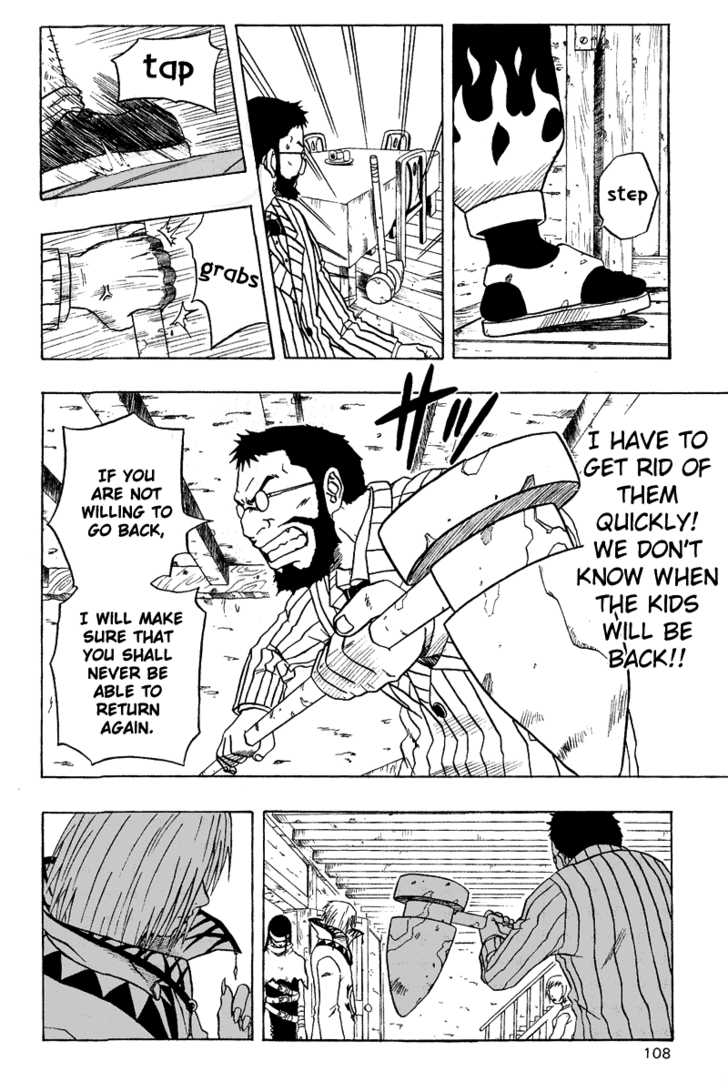 step
tap
grabs
I HAVE TO
GET RID OF
THEM
QUICKLY!
WE DON'T
KNOW WHEN
THE KIDS
WILL BE
BACK!!
ガッ
IF YOU
ARE NOT
WILLING TO
GO BACK,
I WILL MAKE
SURE THAT
YOU SHALL
NEVER BE
ABLE TO
RETURN
AGAIN.
108